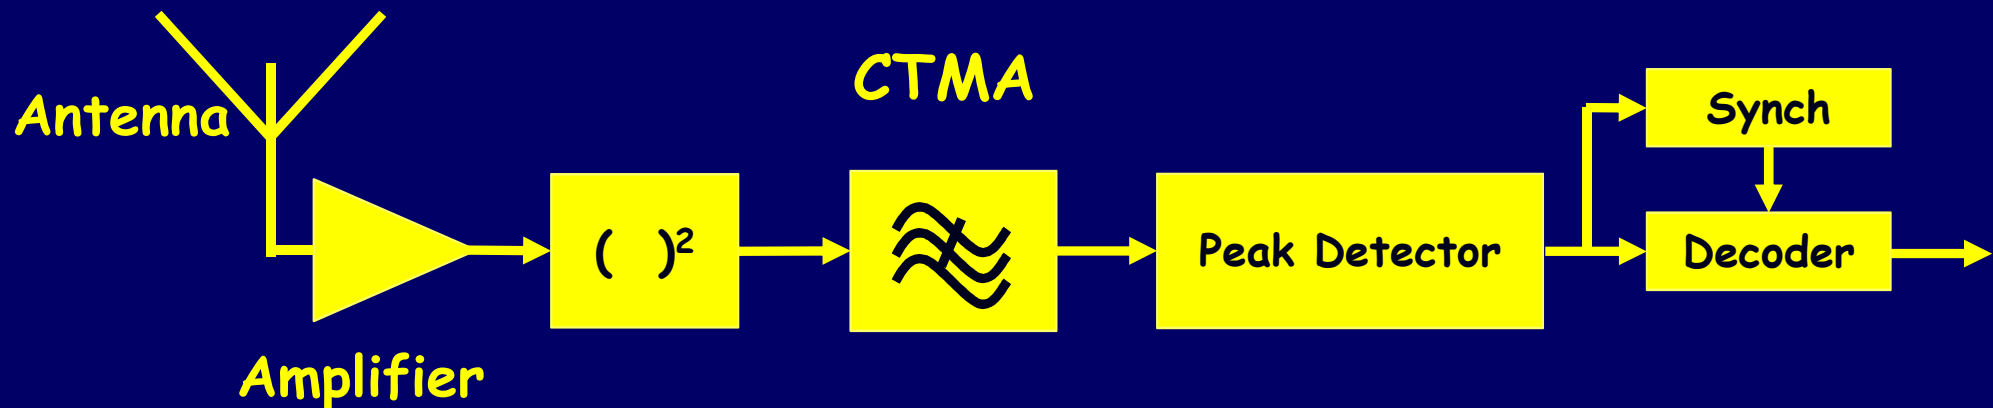 CTMA
Antenna
Synch
( )²
Peak Detector
Decoder
Amplifier